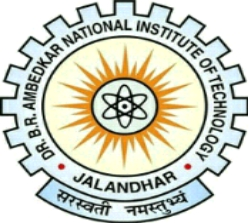 DR. B.R. AMBEDKAR NATIONAL INSTITUTE OF TECHNOLOGY
JALANDHAR
सरस्वती नमस्तुभ्यं